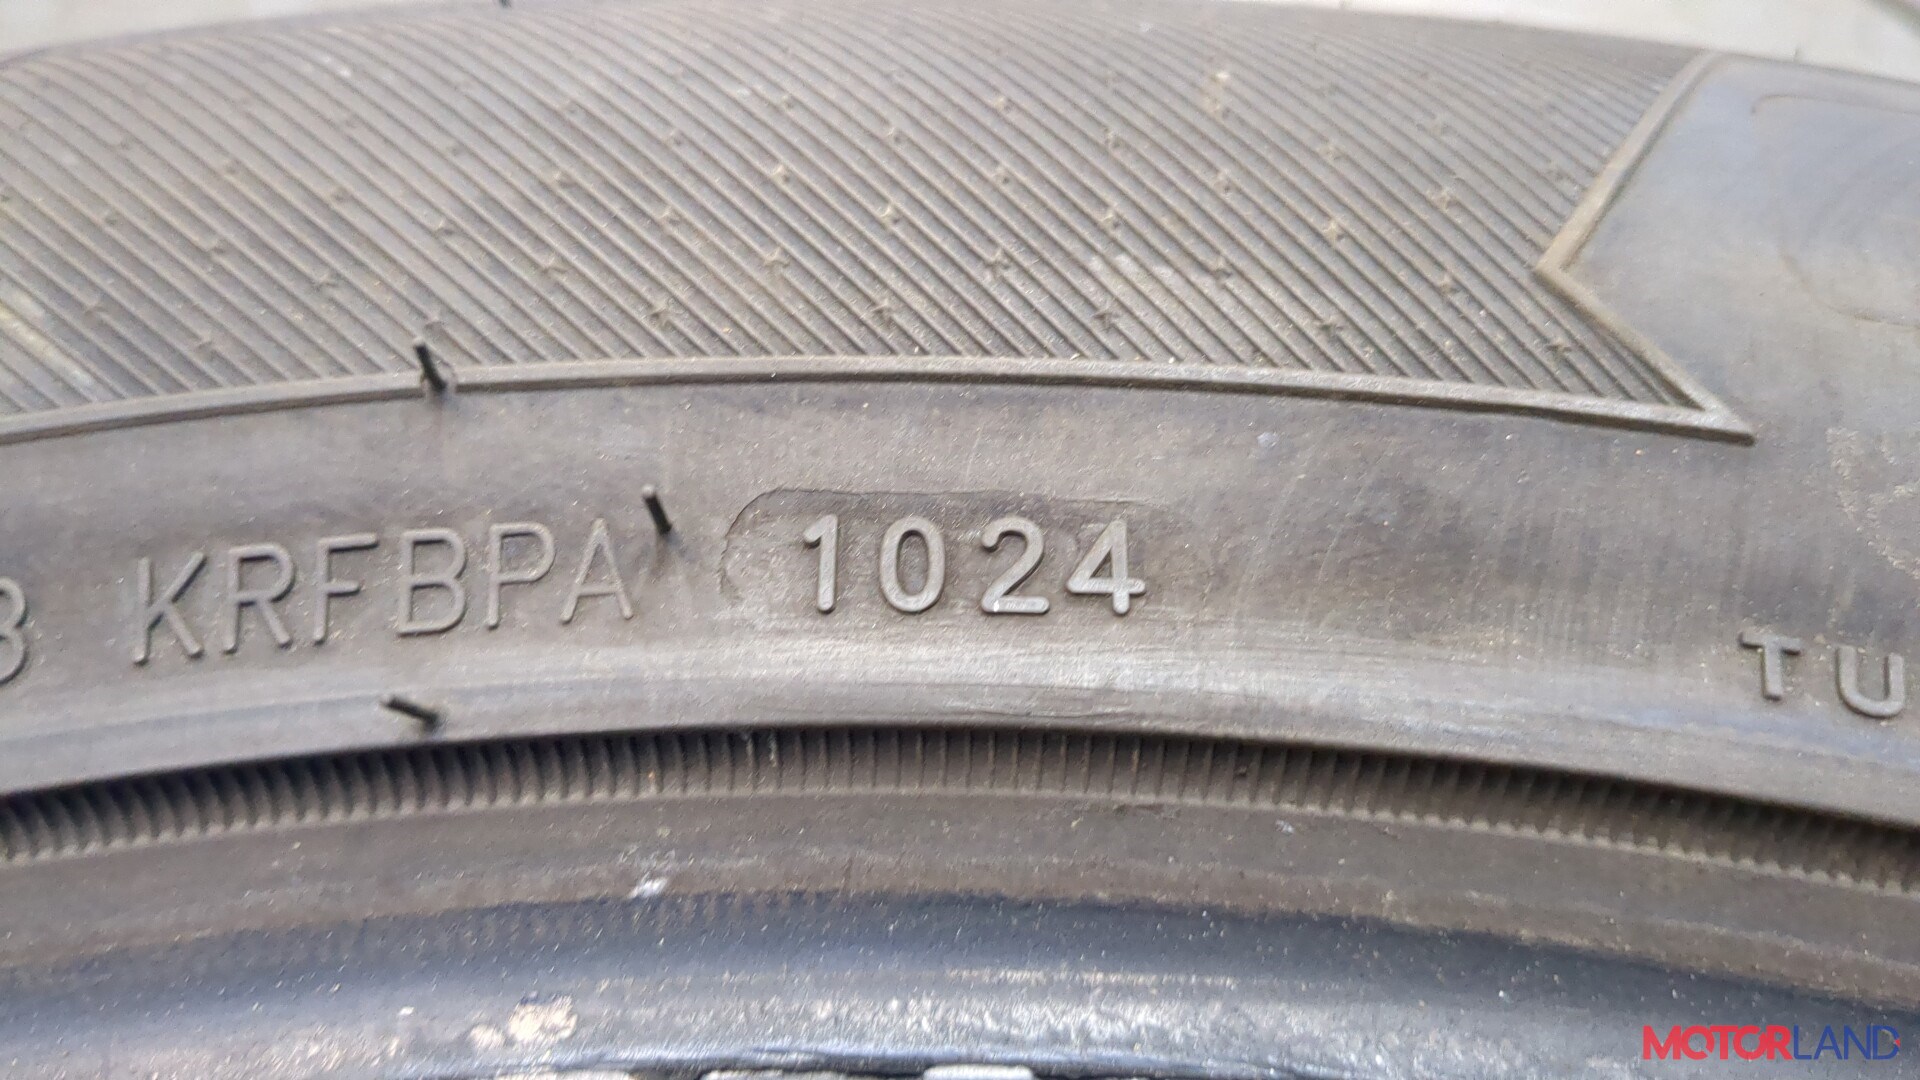 KRFBPA 1024
TU
MOTORLAND